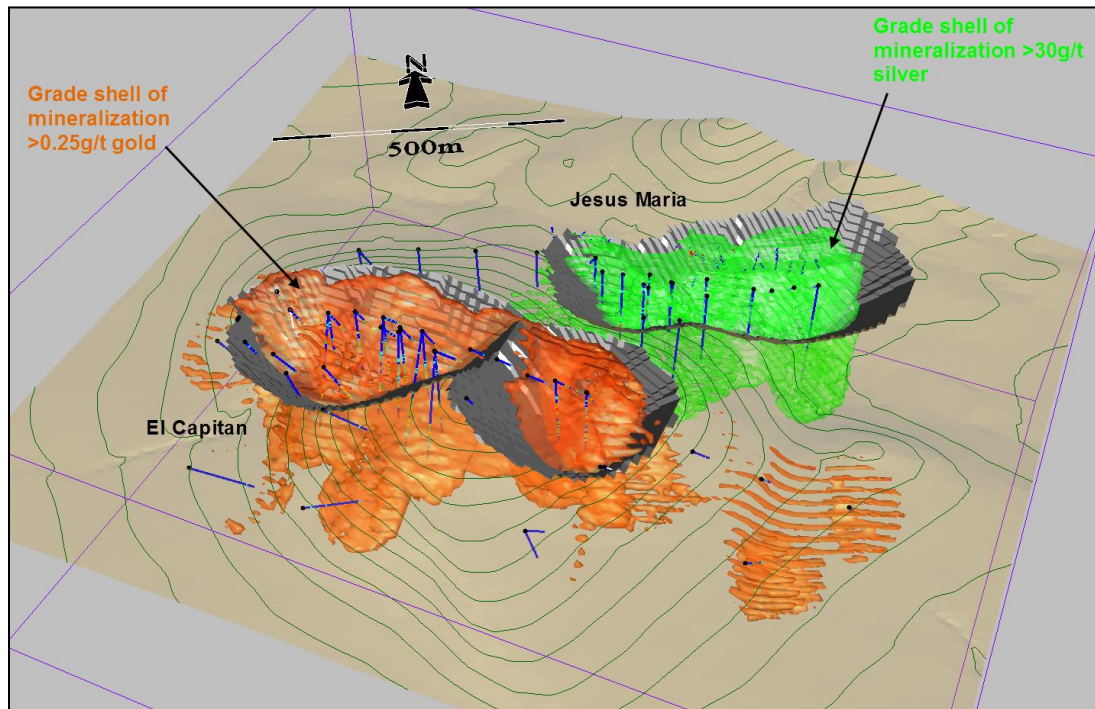 Grade shell of
mineralization
>0.25g/t gold
Grade shell of
mineralization >30g/t
silver
N
500m
Jesus Maria
El Capitan